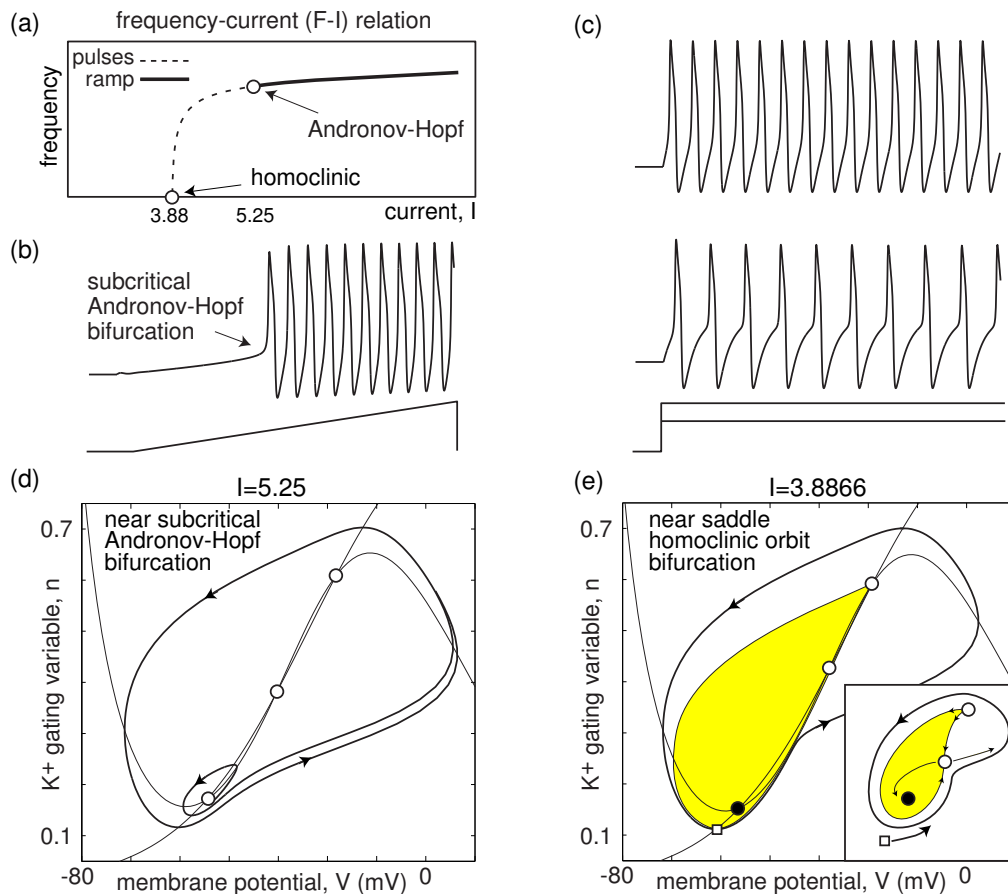 (a)
frequency-current (F-I) relation
pulses
ramp
frequency
Andronov-Hopf
homoclinic
3.88
5.25
current, I
(b)
subcritical
Andronov-Hopf
bifurcation
(c)
(d)
I=5.25
near subcritical
Andronov-Hopf
bifurcation
0.7
K+ gating variable, n
0.1
-80
membrane potential, V (mV)
0
(e)
I=3.8866
near saddle
homoclinic orbit
bifurcation
0.7
K+ gating variable, n
0.1
-80
membrane potential, V (mV)
0